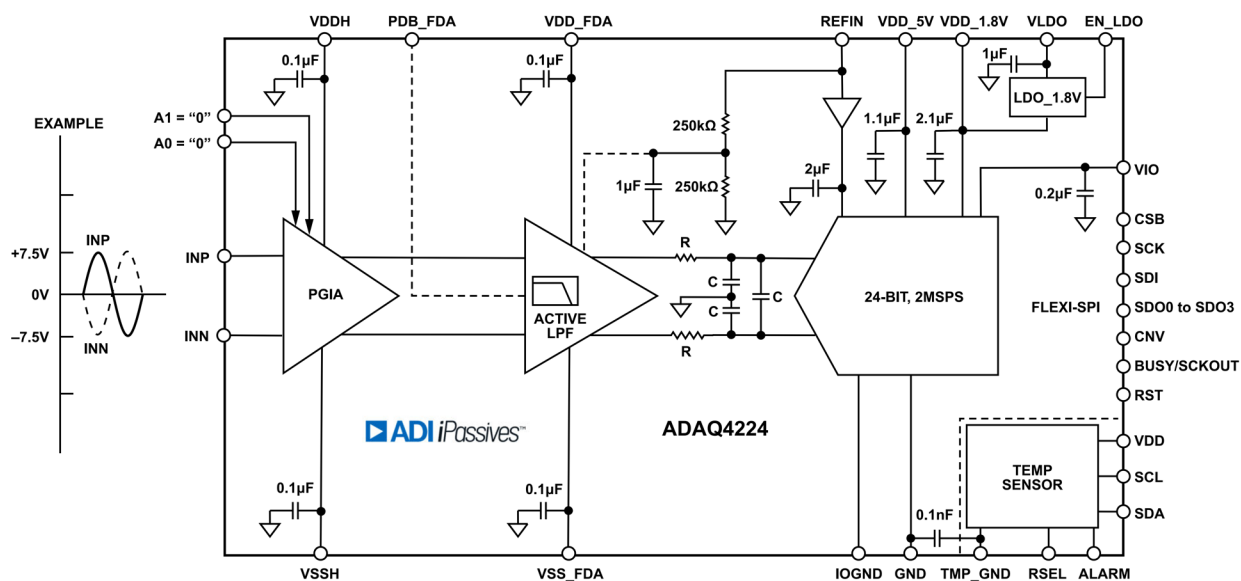 VDDH
PDB_FDA
VDD_FDA
REFIN
VDD_5V
VDD_1.8V
VLDO
EN_LDO
0.1µF
0.1µF
1µF
LDO_1.8V
A1 = “0”
A0 = “0”
EXAMPLE
250kΩ
1.1µF
2.1µF
1µF
250kΩ
2µF
0.2µF
VIO
CSB
SCK
SDI
SDO0 to SDO3
CNV
BUSY/SCKOUT
RST
FLEXI-SPI
+7.5V
0V
–7.5V
INP
INN
INP
INN
PGIA
ACTIVE
LPF
R
R
C
C
C
24-BIT, 2MSPS
ADI iPassives™
ADAQ4224
TEMP
SENSOR
VDD
SCL
SDA
0.1µF
0.1µF
0.1nF
VSSH
VSS_FDA
IOGND
GND
TMP_GND
RSEL
ALARM